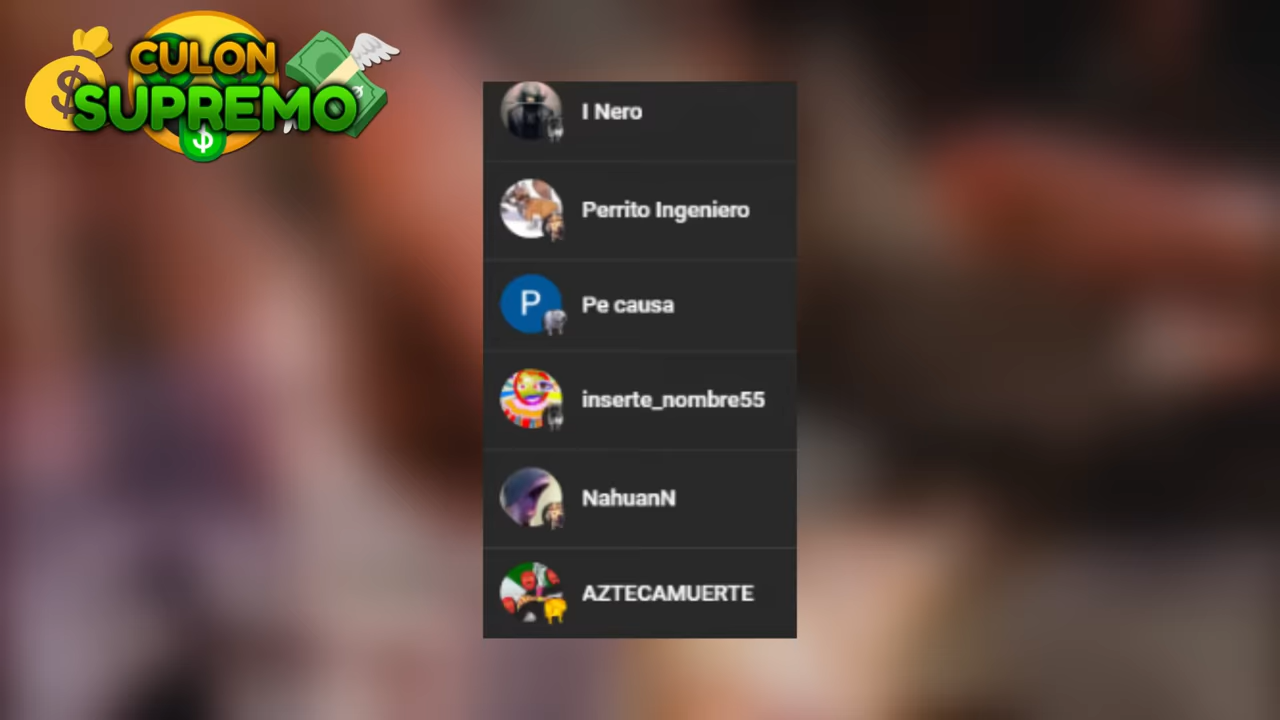 CULON
SUPREMO
I Nero
Perrito Ingeniero
P
Pe causa
inserte_nombre55
NahuanN
AZTECAMUERTE